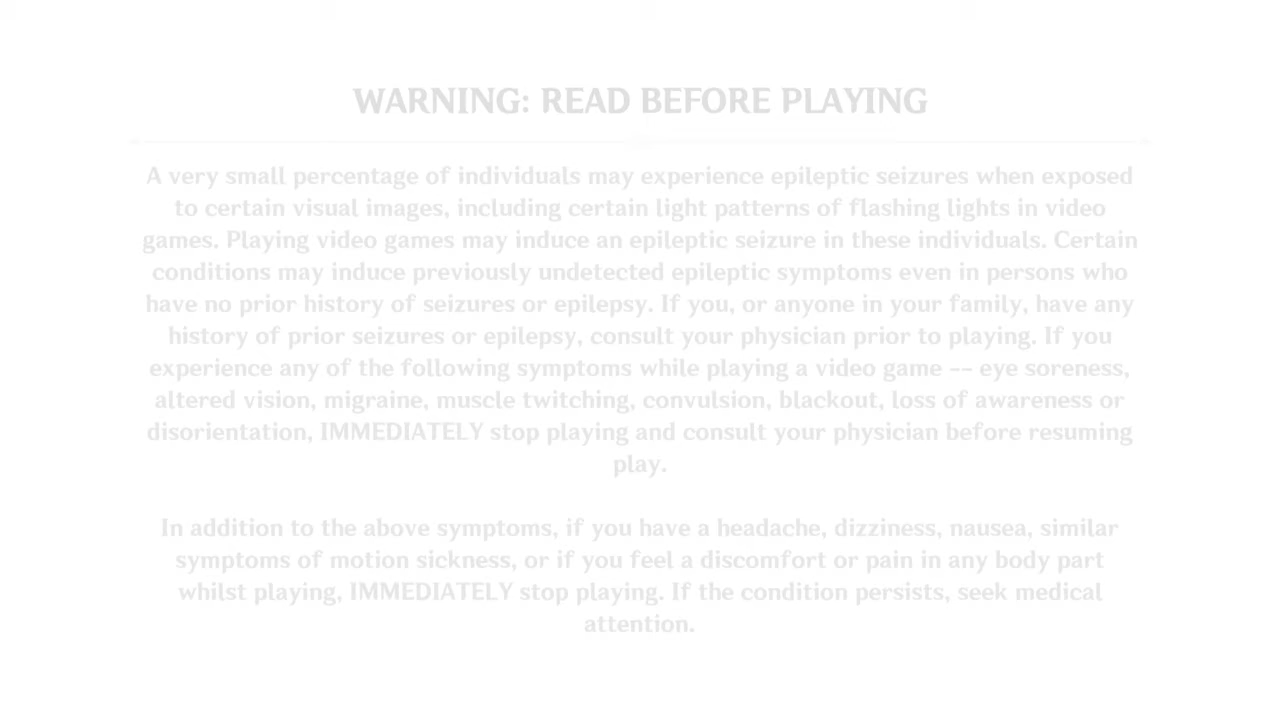 WARNING: READ BEFORE PLAYING
A very small percentage of individuals may experience epileptic seizures when exposed
to certain visual images, including certain light patterns of flashing lights in video
games. Playing video games may induce an epileptic seizure in these individuals. Certain
conditions may induce previously undetected epileptic symptoms even in persons who
have no prior history of seizures or epilepsy. If you, or anyone in your family, have any
history of prior seizures or epilepsy, consult your physician prior to playing. If you
experience any of the following symptoms while playing a video game -- eye soreness,
altered vision, migraine, muscle twitching, convulsion, blackout, loss of awareness or
disorientation, IMMEDIATELY stop playing and consult your physician before resuming
play.
In addition to the above symptoms, if you have a headache, dizziness, nausea, similar
symptoms of motion sickness, or if you feel a discomfort or pain in any body part
whilst playing, IMMEDIATELY stop playing. If the condition persists, seek medical
attention.